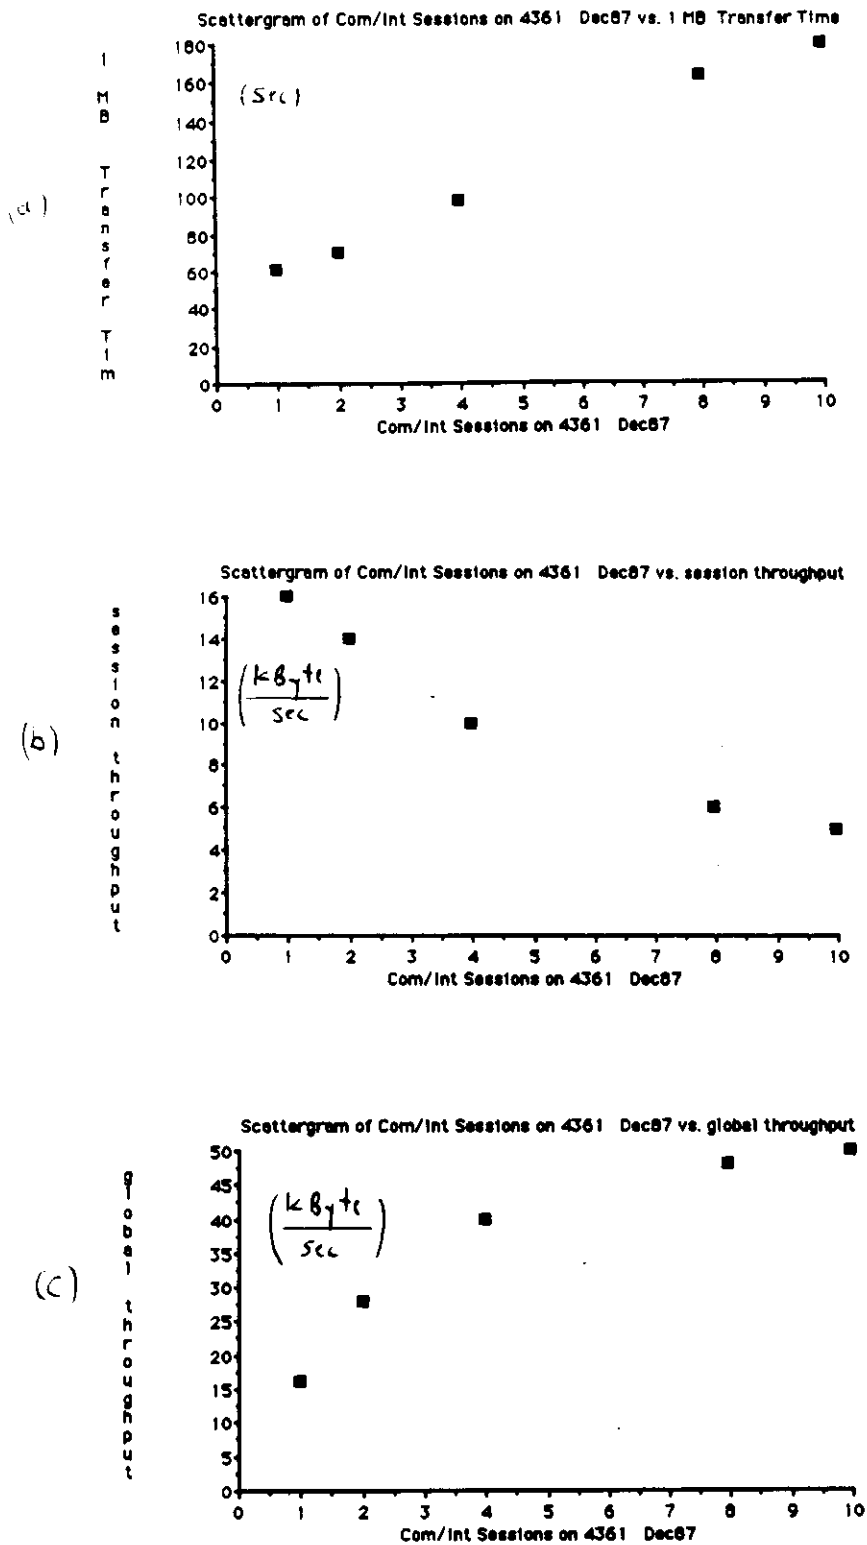 Scattergram of Com/Int Sessions on 4361 Dec87 vs. 1 MB Transfer Time
(a)
1 MB Transfer Tim
(sec)
180
160
140
120
100
80
60
40
20
0
0 1 2 3 4 5 6 7 8 9 10
Com/Int Sessions on 4361 Dec87
Scattergram of Com/Int Sessions on 4361 Dec87 vs. session throughput
(b)
session throughput
(kByte
sec)
16
14
12
10
8
6
4
2
0
0 1 2 3 4 5 6 7 8 9 10
Com/Int Sessions on 4361 Dec87
Scattergram of Com/Int Sessions on 4361 Dec87 vs. global throughput
(c)
global throughput
(kByte
sec)
50
45
40
35
30
25
20
15
10
5
0
0 1 2 3 4 5 6 7 8 9 10
Com/Int Sessions on 4361 Dec87